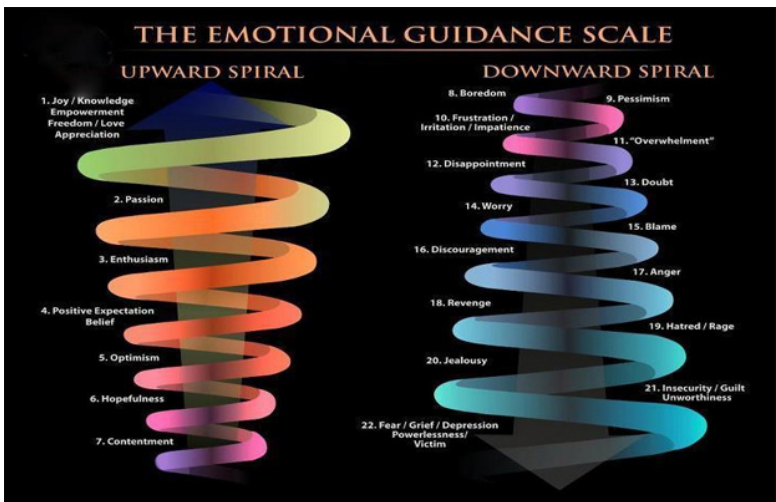 THE EMOTIONAL GUIDANCE SCALE
UPWARD SPIRAL
1. Joy / Knowledge
Empowerment
Freedom / Love
Appreciation
2. Passion
3. Enthusiasm
4. Positive Expectation
Belief
5. Optimism
6. Hopefulness
7. Contentment
DOWNWARD SPIRAL
8. Boredom
9. Pessimism
10. Frustration /
Irritation / Impatience
11. "Overwhelment"
12. Disappointment
13. Doubt
14. Worry
15. Blame
16. Discouragement
17. Anger
18. Revenge
19. Hatred / Rage
20. Jealousy
21. Insecurity / Guilt
Unworthiness
22. Fear / Grief / Depression
Powerlessness/
Victim